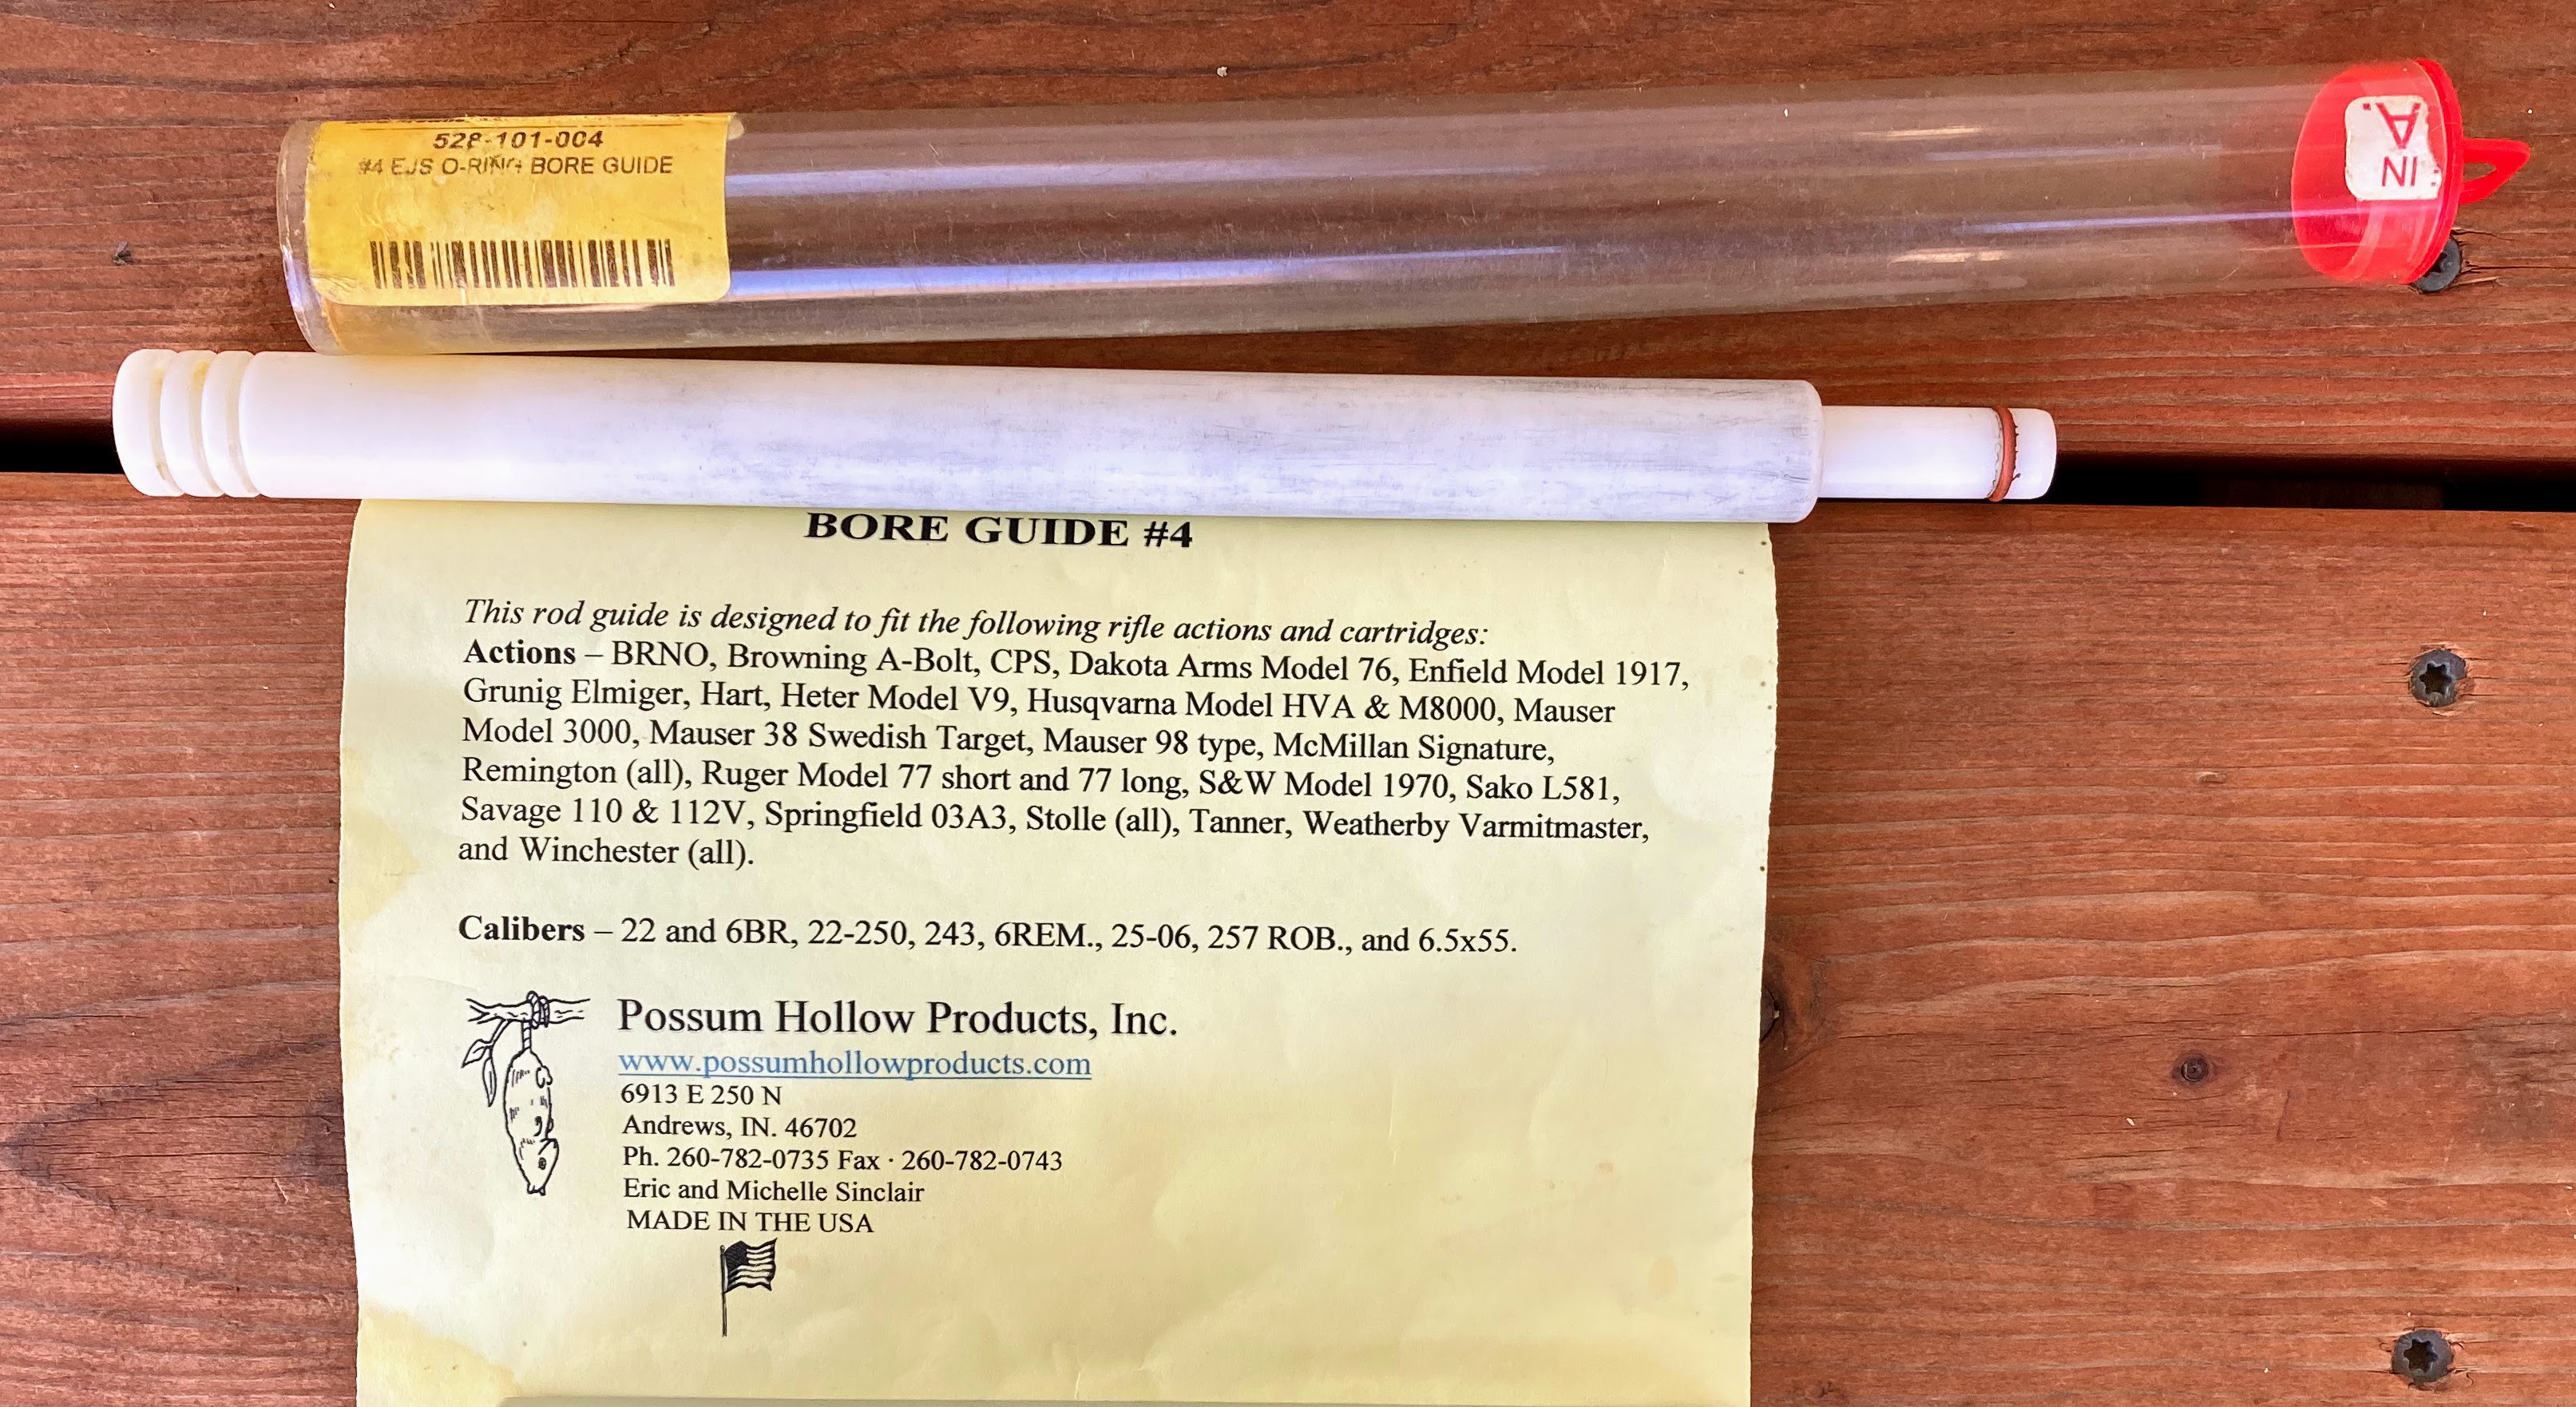 528-101-004
#4 EJS O-RING BORE GUIDE
A
IN
BORE GUIDE #4
This rod guide is designed to fit the following rifle actions and cartridges:
Actions – BRNO, Browning A-Bolt, CPS, Dakota Arms Model 76, Enfield Model 1917,
Grunig Elmiger, Hart, Heter Model V9, Husqvarna Model HVA & M8000, Mauser
Model 3000, Mauser 38 Swedish Target, Mauser 98 type, McMillan Signature,
Remington (all), Ruger Model 77 short and 77 long, S&W Model 1970, Sako L581,
Savage 110 & 112V, Springfield 03A3, Stolle (all), Tanner, Weatherby Varmitmaster,
and Winchester (all).
Calibers – 22 and 6BR, 22-250, 243, 6REM., 25-06, 257 ROB., and 6.5x55.
Possum Hollow Products, Inc.
www.possumhollowproducts.com
6913 E 250 N
Andrews, IN. 46702
Ph. 260-782-0735 Fax · 260-782-0743
Eric and Michelle Sinclair
MADE IN THE USA